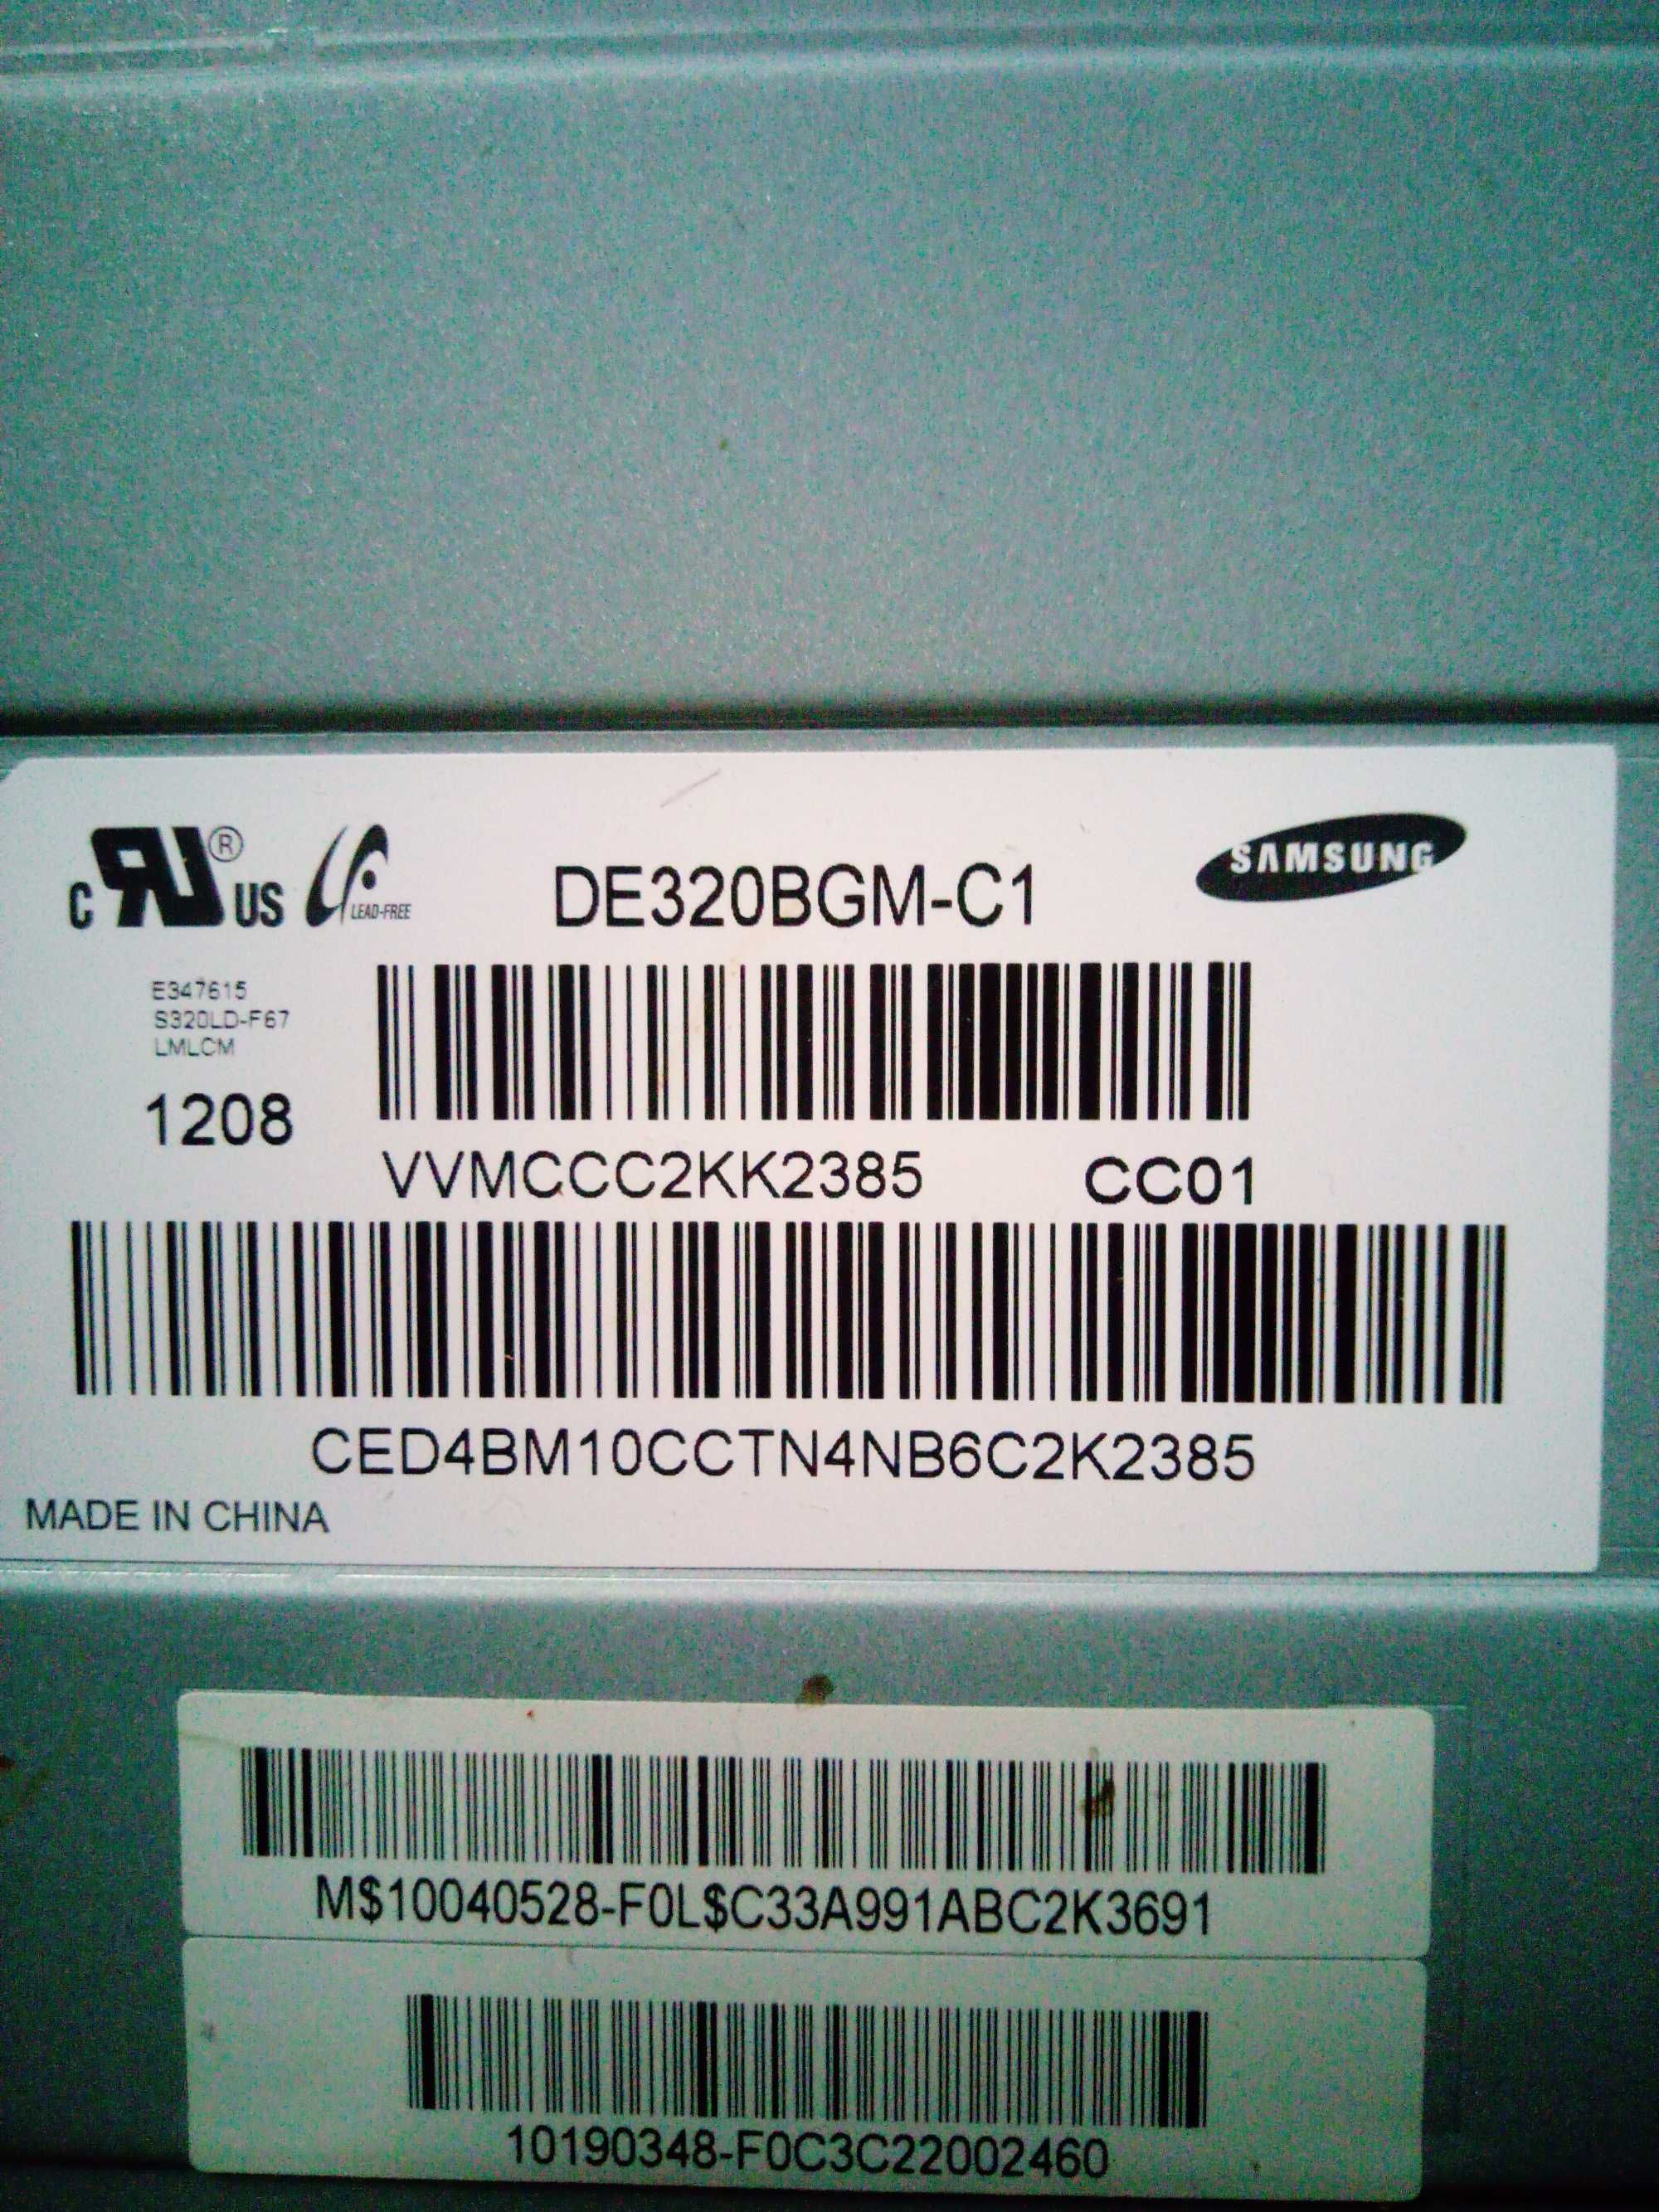 c RU® US LEAD-FREE
DE320BGM-C1
SAMSUNG
E347615
S320LD-F67
LMLCM
1208
VVMCCC2KK2385 CC01
CED4BM10CCTN4NB6C2K2385
MADE IN CHINA
M$10040528-F0L$C33A991ABC2K3691
10190348-F0C3C22002460